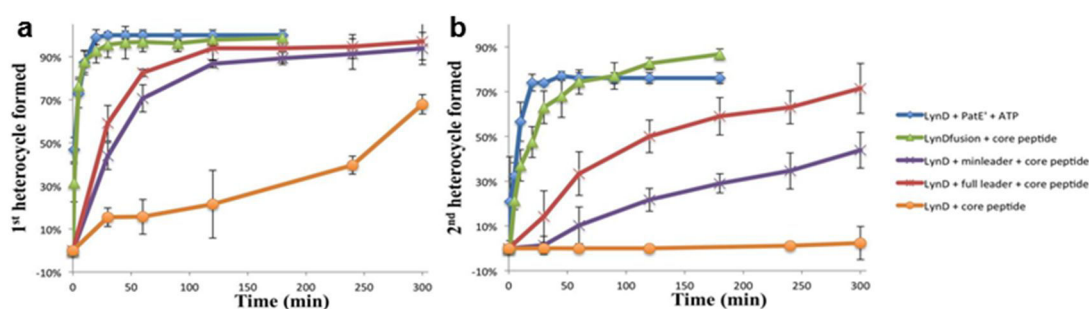 a
1st heterocycle formed
90%
70%
50%
30%
10%
-10%
0 50 100 150 200 250 300
Time (min)
b
2nd heterocycle formed
90%
70%
50%
30%
10%
-10%
0 50 100 150 200 250 300
Time (min)
LynD + PatE' + ATP
LynDfusion + core peptide
LynD + minleader + core peptide
LynD + full leader + core peptide
LynD + core peptide